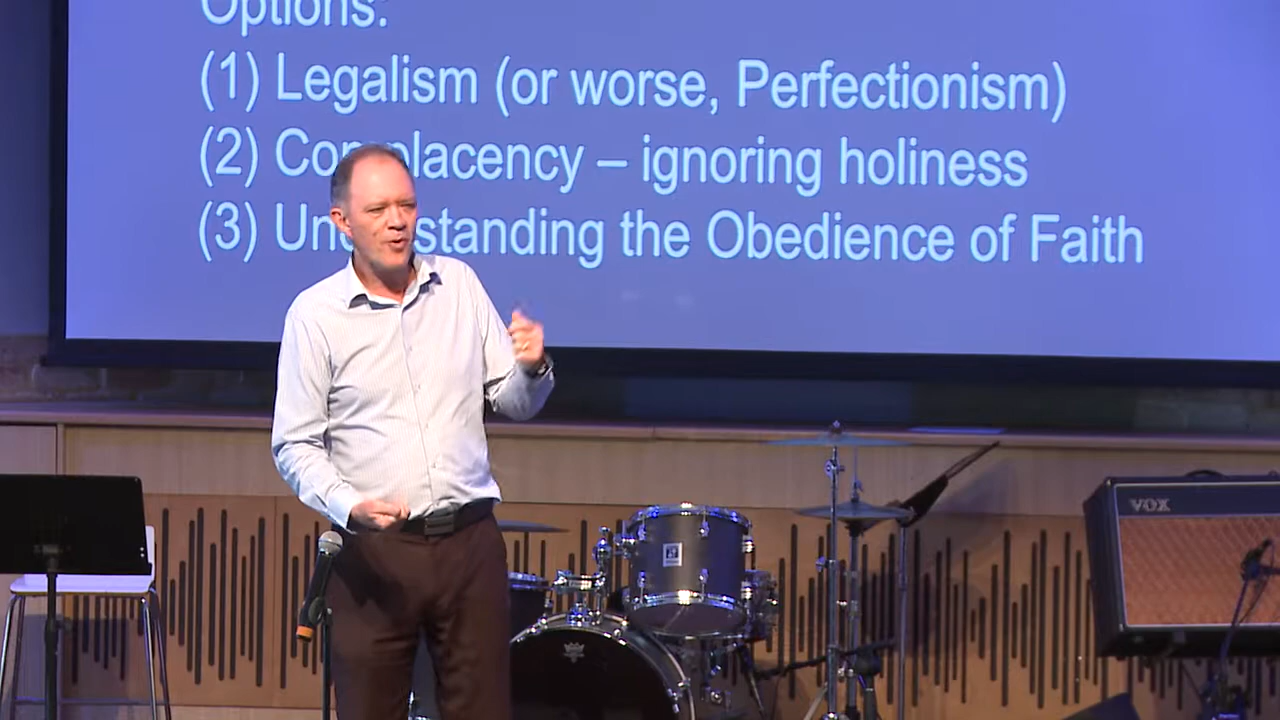 Options:
(1) Legalism (or worse, Perfectionism)
(2) Complacency – ignoring holiness
(3) Understanding the Obedience of Faith
VOX